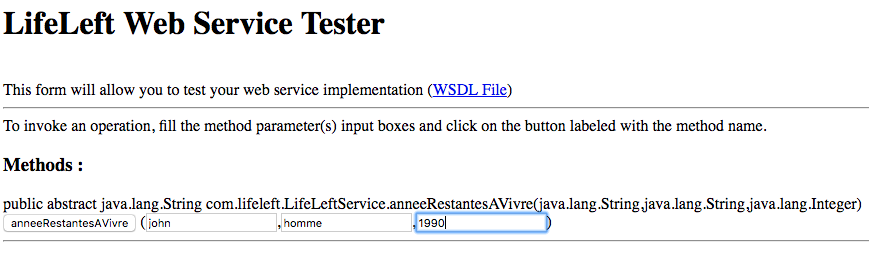 LifeLeft Web Service Tester
This form will allow you to test your web service implementation (WSDL File)
To invoke an operation, fill the method parameter(s) input boxes and click on the button labeled with the method name.
Methods :
public abstract java.lang.String com.lifeleft.LifeLeftService.anneeRestantesAVivre(java.lang.String,java.lang.String,java.lang.Integer)
anneeRestantesAVivre (john ,homme ,1990 )